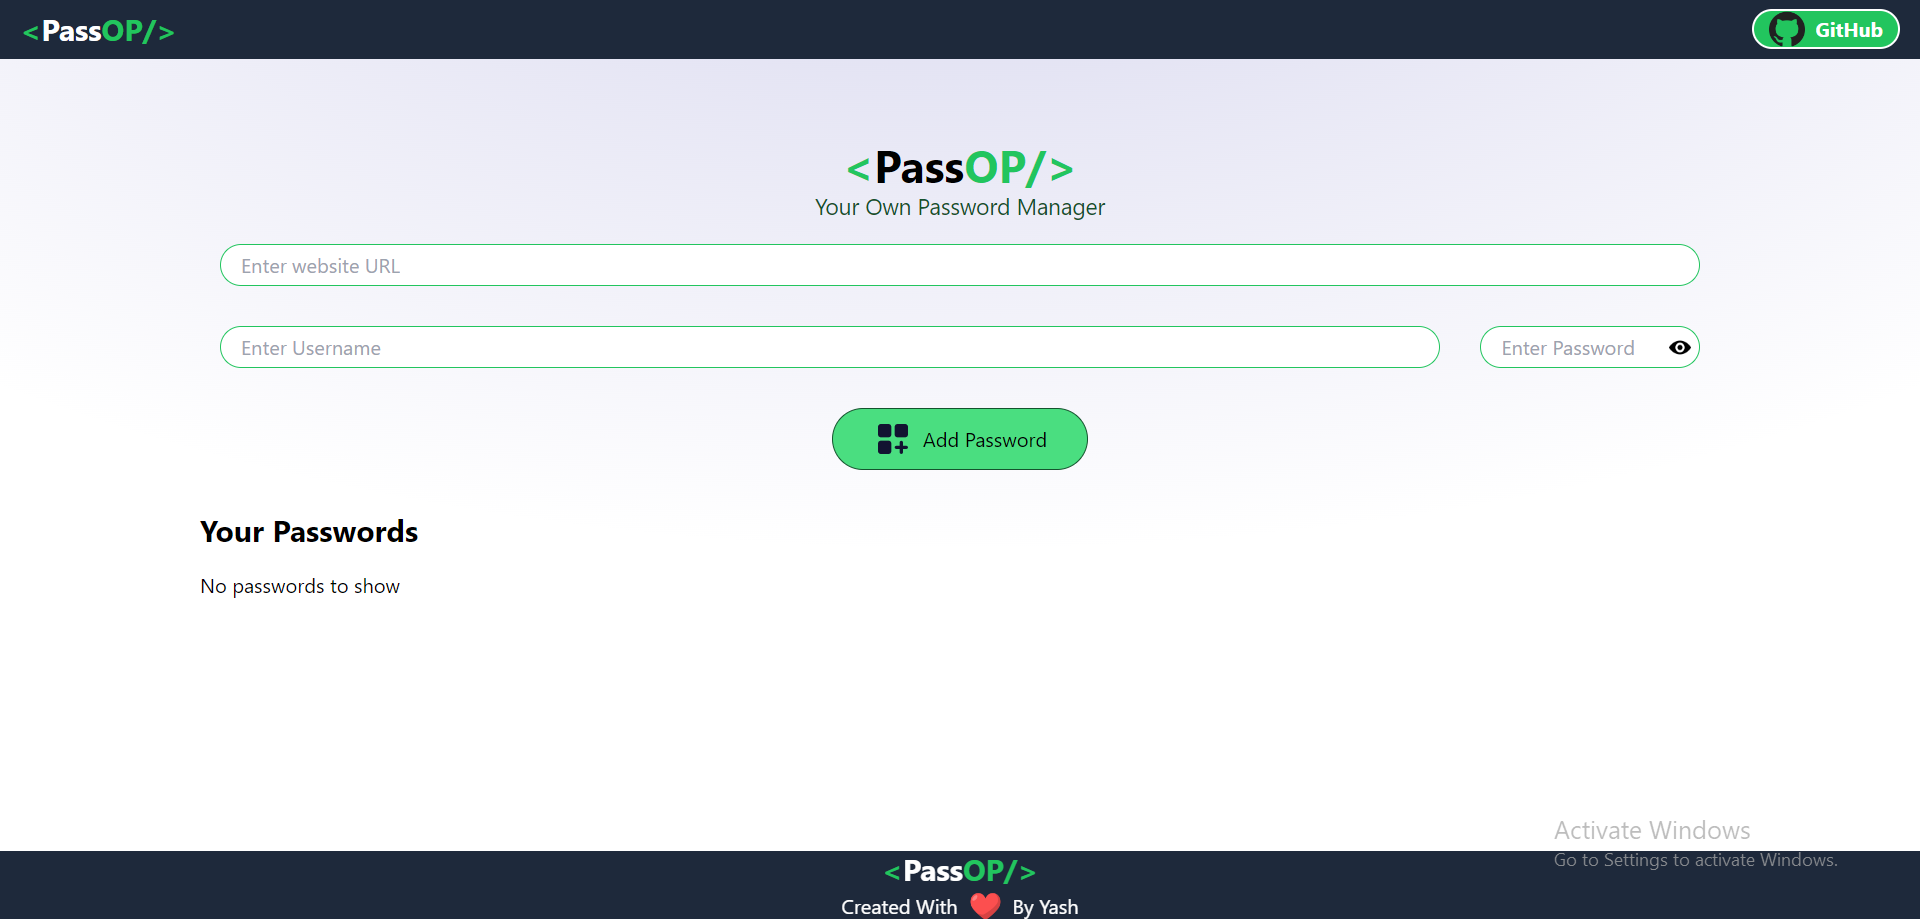 <PassOP/>
GitHub
<PassOP/>
Your Own Password Manager
Enter website URL
Enter Username
Enter Password
Add Password
Your Passwords
No passwords to show
Activate Windows
Go to Settings to activate Windows.
<PassOP/>
Created With ❤️ By Yash